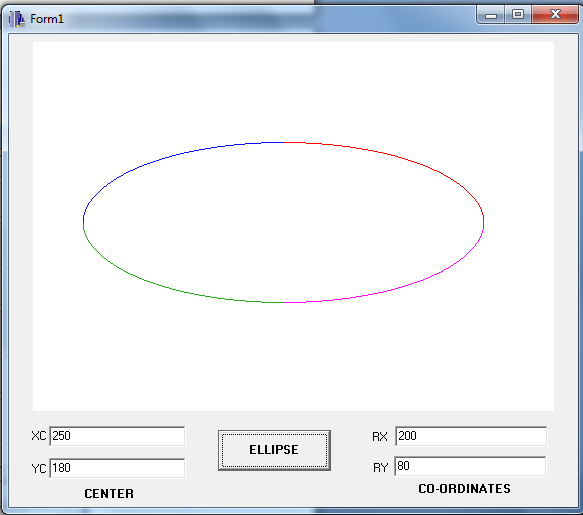 Form1
XC 250
YC 180
CENTER
ELLIPSE
RX 200
RY 80
CO-ORDINATES